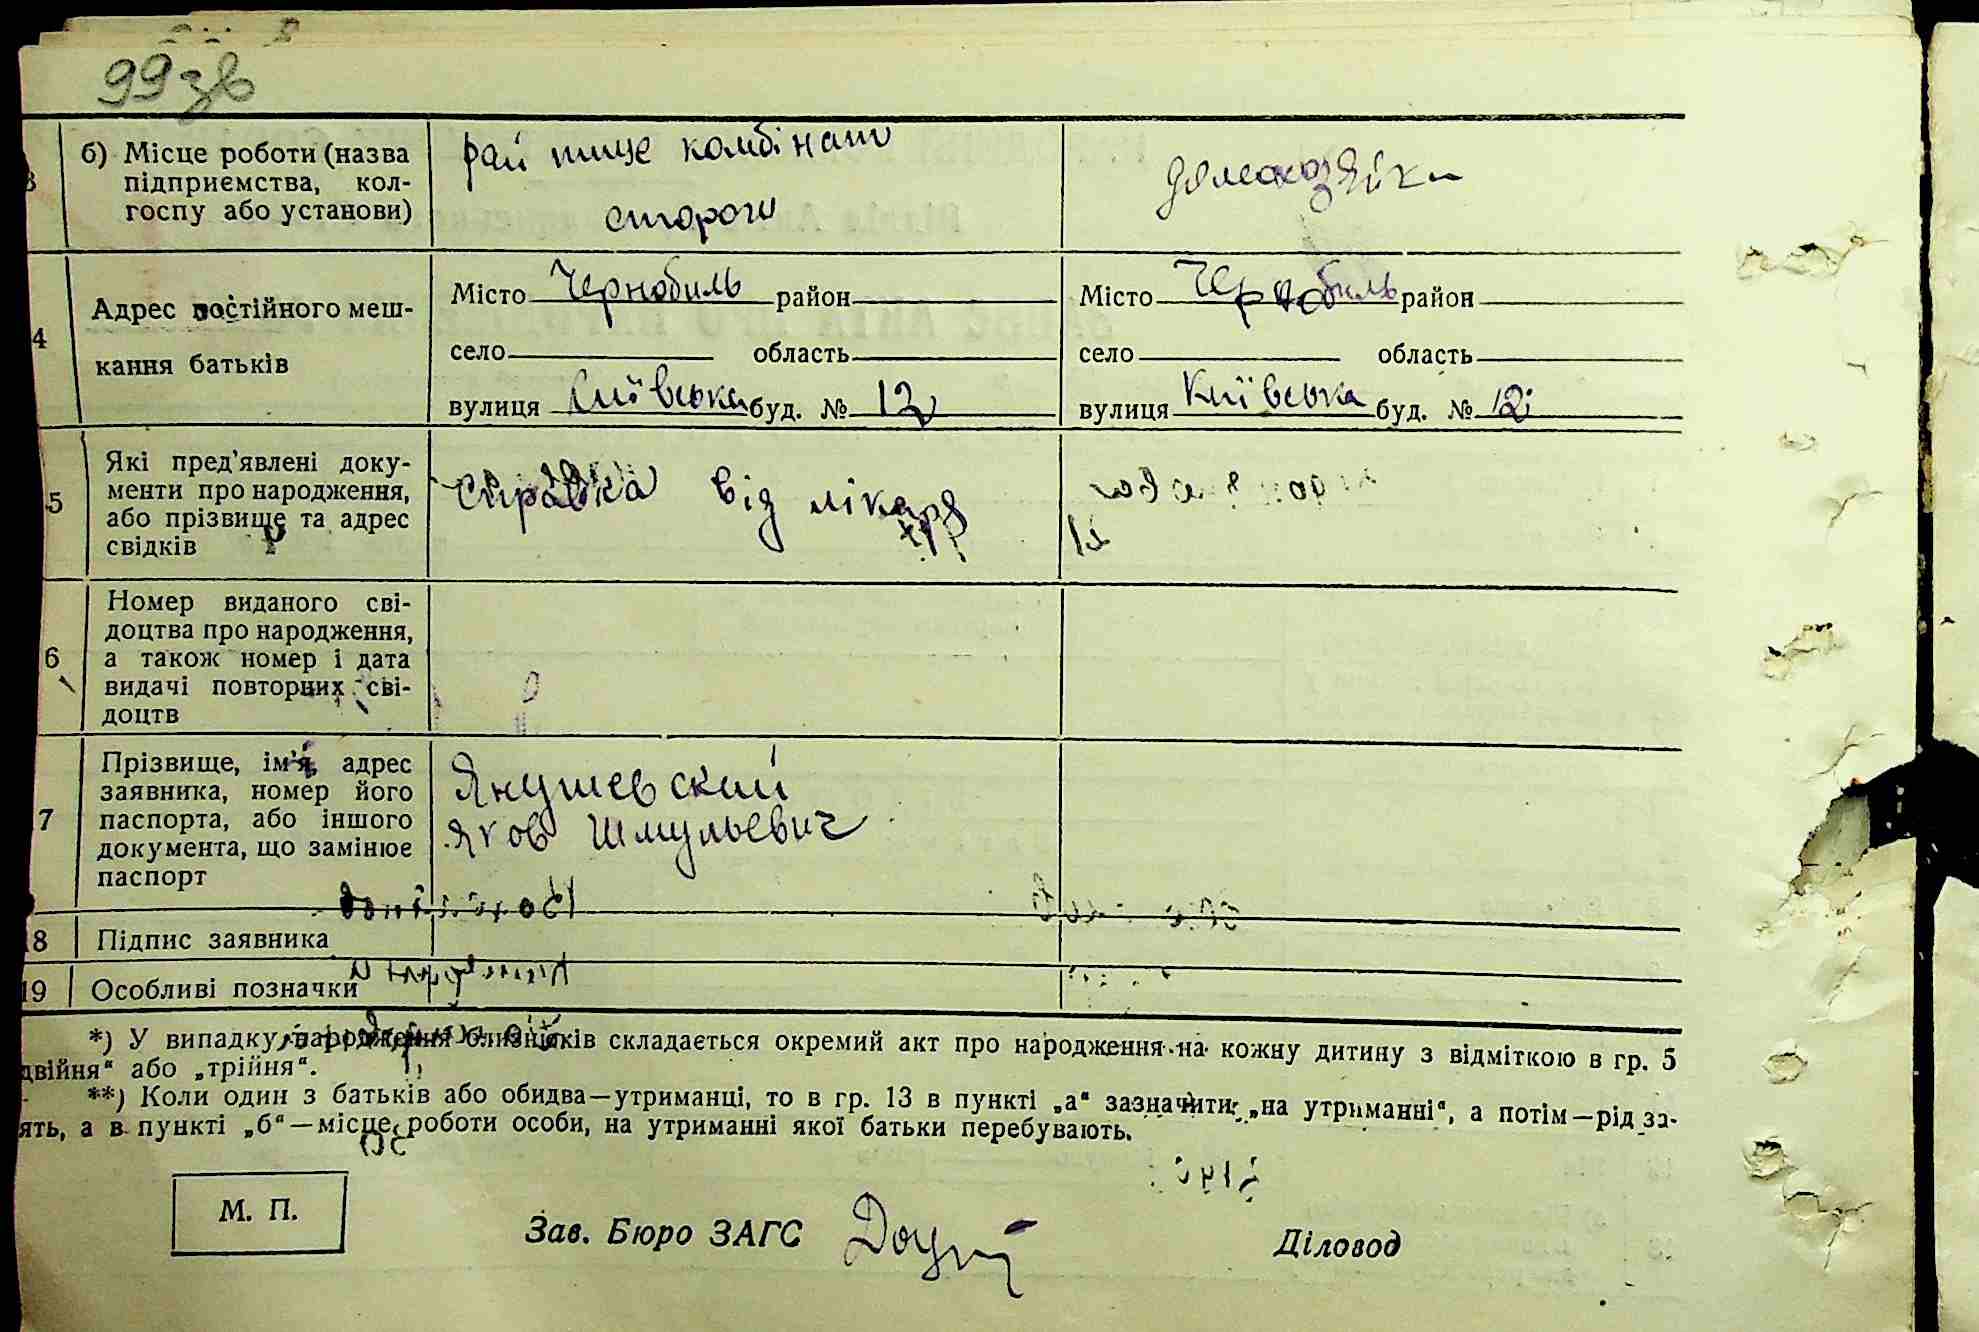 99зв
б) Місце роботи (назва
підприємства, кол-
госпу або установи)
рай пище комбінат
сторож
домохозяйка
4
Адрес постійного меш-
кання батьків
Місто Чернобиль район
село область
вулиця Київська буд. № 12
Місто Чернобиль район
село область
вулиця Київська буд. № 12
5
Які пред'явлені доку-
менти про народження,
або прізвище та адрес
свідків
Справка від лікаря
6
Номер виданого сві-
доцтва про народження,
а також номер і дата
видачі повторних сві-
доцтв
7
Прізвище, ім'я, адрес
заявника, номер його
паспорта, або іншого
документа, що замінює
паспорт
Янушевский
Яков Шмульевич
18 Підпис заявника
19 Особливі позначки
*) У випадку народження близнюків складається окремий акт про народження на кожну дитину з відміткою в гр. 5
двійня" або „трійня".
**) Коли один з батьків або обидва—утриманці, то в гр. 13 в пункті „а" зазначити: „на утриманні", а потім—рід за-
ять, а в пункті „б"—місце роботи особи, на утриманні якої батьки перебувають.
М. П.
Зав. Бюро ЗАГС
Діловод